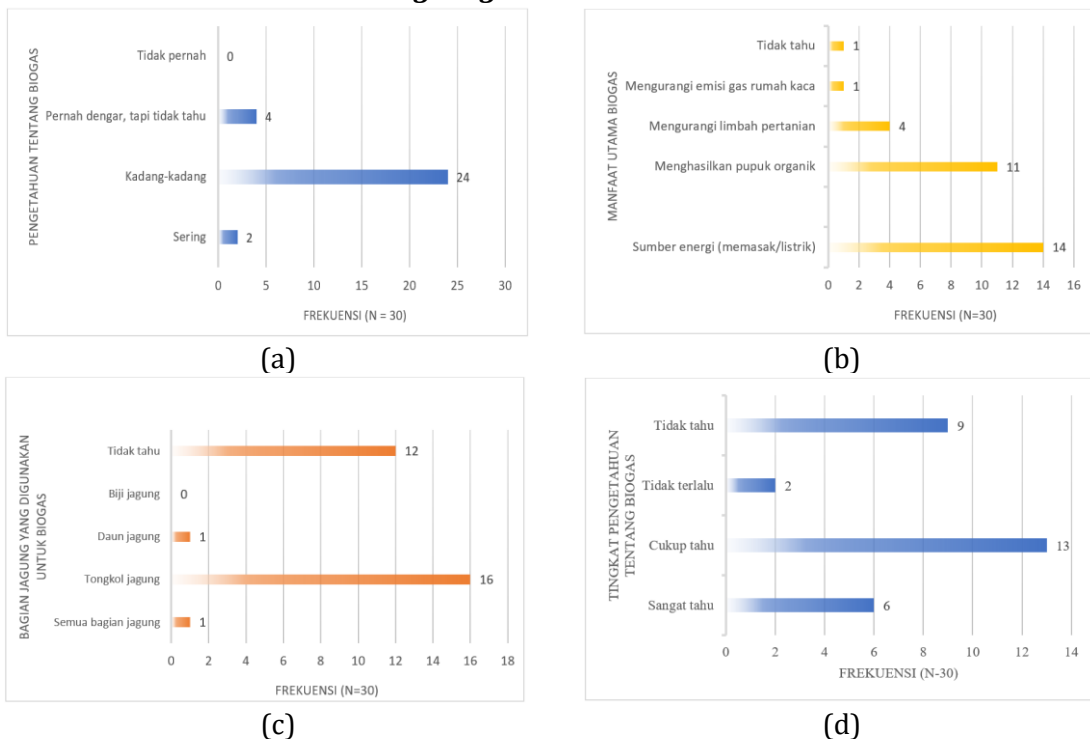 PENGETAHUAN TENTANG BIOGAS
Tidak pernah
0
Pernah dengar, tapi tidak tahu
4
Kadang-kadang
24
Sering
2
0 5 10 15 20 25 30
FREKUENSI (N = 30)
(a)
MANFAAT UTAMA BIOGAS
Tidak tahu
1
Mengurangi emisi gas rumah kaca
1
Mengurangi limbah pertanian
4
Menghasilkan pupuk organik
11
Sumber energi (memasak/listrik)
14
0 2 4 6 8 10 12 14 16
FREKUENSI (N=30)
(b)
BAGIAN JAGUNG YANG DIGUNAKAN
UNTUK BIOGAS
Tidak tahu
12
Biji jagung
0
Daun jagung
1
Tongkol jagung
16
Semua bagian jagung
1
0 2 4 6 8 10 12 14 16 18
FREKUENSI (N=30)
(c)
TINGKAT PENGETAHUAN
TENTANG BIOGAS
Tidak tahu
9
Tidak terlalu
2
Cukup tahu
13
Sangat tahu
6
0 2 4 6 8 10 12 14
FREKUENSI (N-30)
(d)